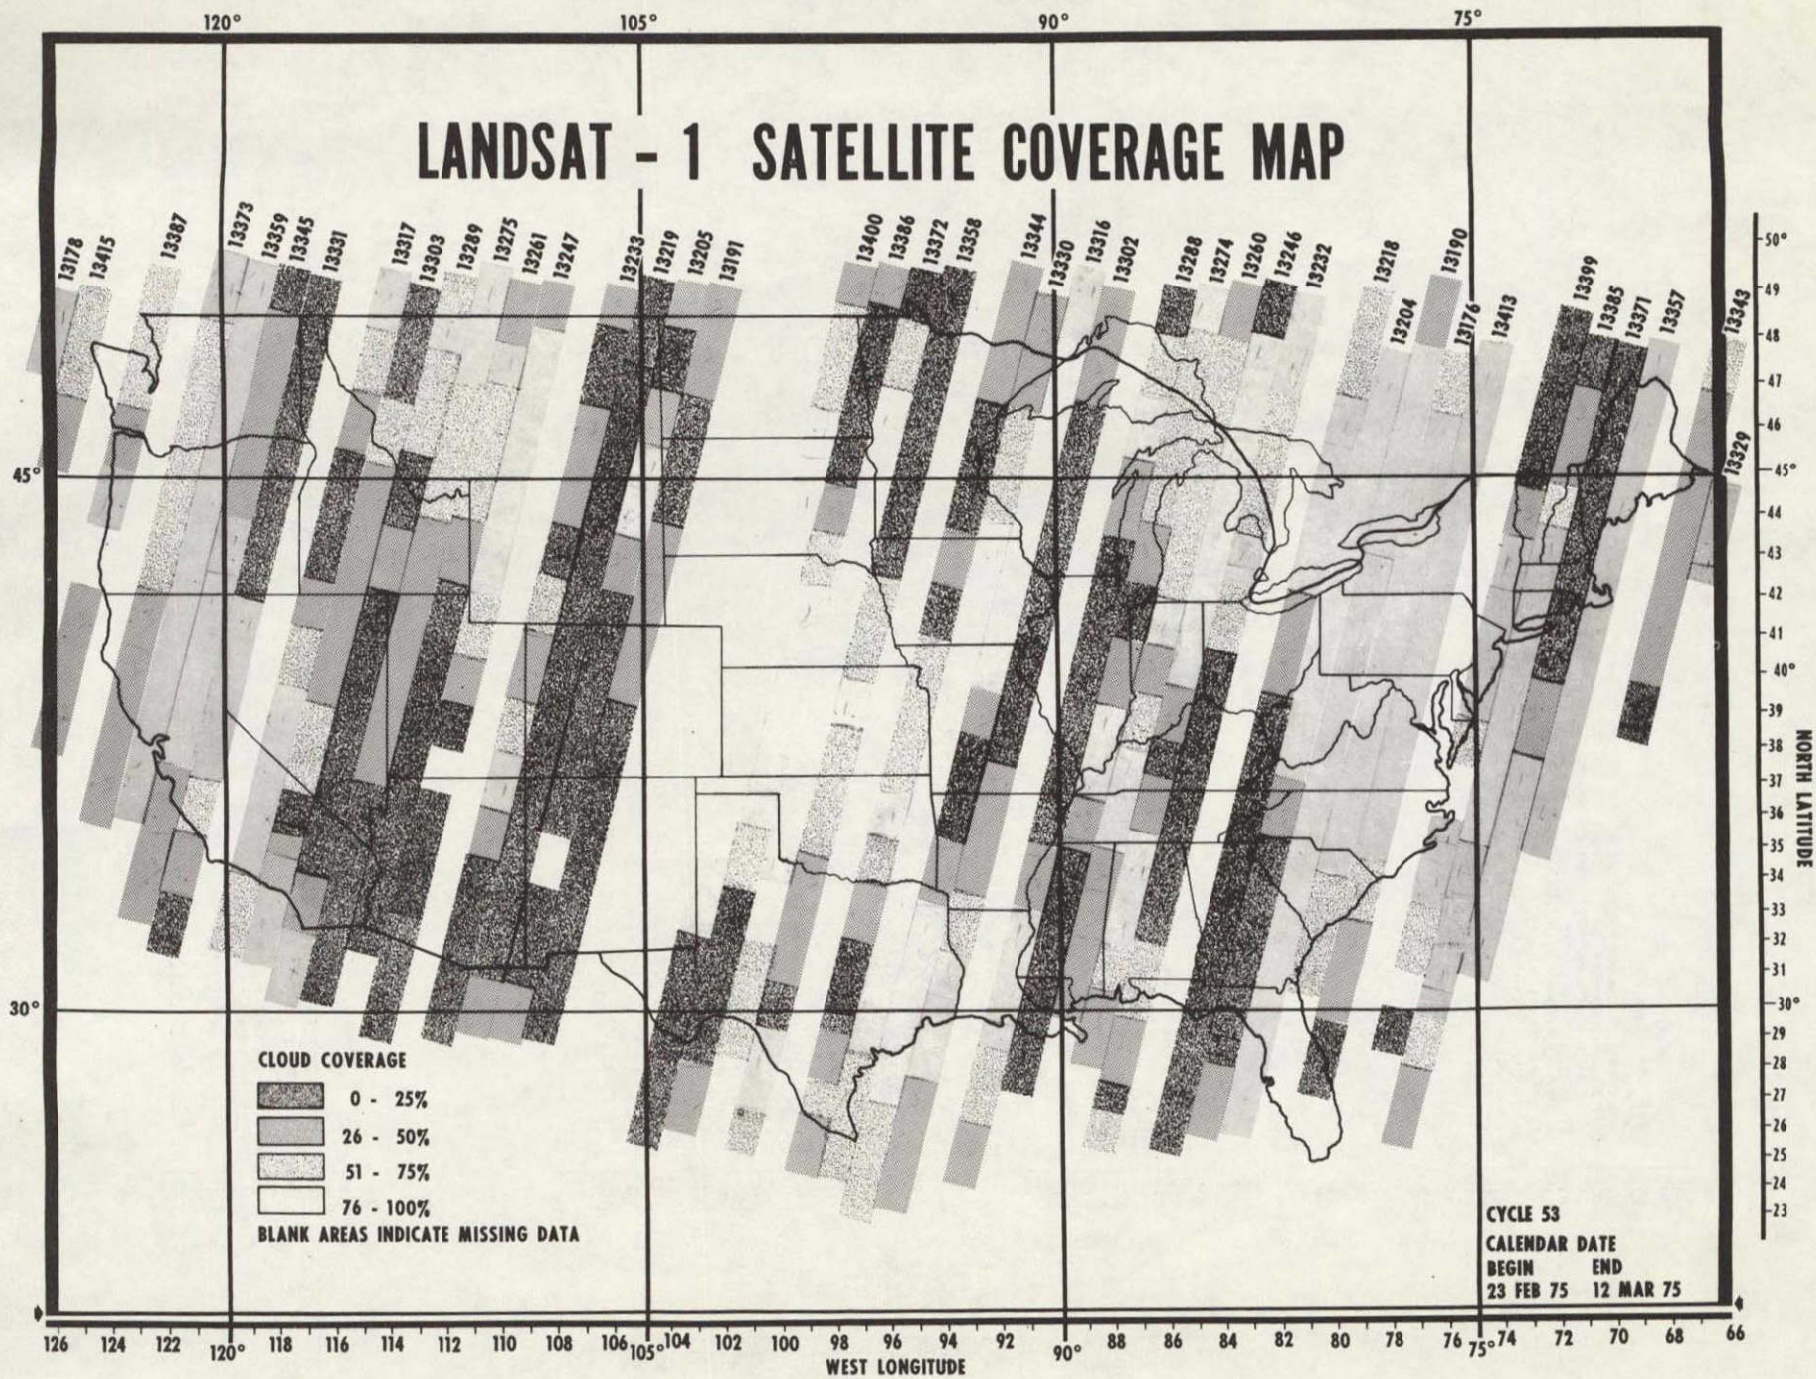 120° 105° 90° 75°
LANDSAT - 1 SATELLITE COVERAGE MAP
13178 13415 13387 13373 13359 13345 13331 13317 13303 13289 13275 13261 13247 13233 13219 13205 13191 13400 13386 13372 13358 13344 13330 13316 13302 13288 13274 13260 13246 13232 13218 13204 13190 13176 13413 13399 13385 13371 13357 13343
13329
50°
49
48
47
46
45° 45°
44
43
42
41
40°
39
38
37
36
35
34
33
32
31
30° 30°
29
28
27
26
25
24
23
NORTH LATITUDE
CLOUD COVERAGE
0 - 25%
26 - 50%
51 - 75%
76 - 100%
BLANK AREAS INDICATE MISSING DATA
CYCLE 53
CALENDAR DATE
BEGIN END
23 FEB 75 12 MAR 75
126 124 122 120° 118 116 114 112 110 108 106 105° 104 102 100 98 96 94 92 90° 88 86 84 82 80 78 76 75° 74 72 70 68 66
WEST LONGITUDE